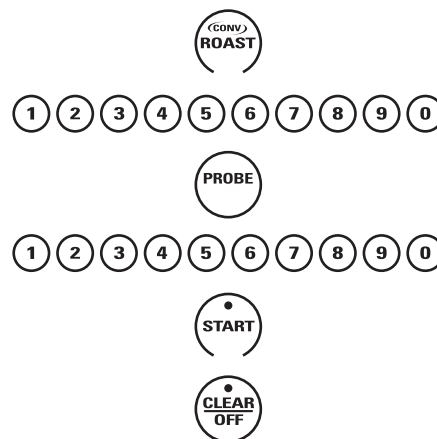 CONV
ROAST
1 2 3 4 5 6 7 8 9 0
PROBE
1 2 3 4 5 6 7 8 9 0
START
CLEAR
OFF